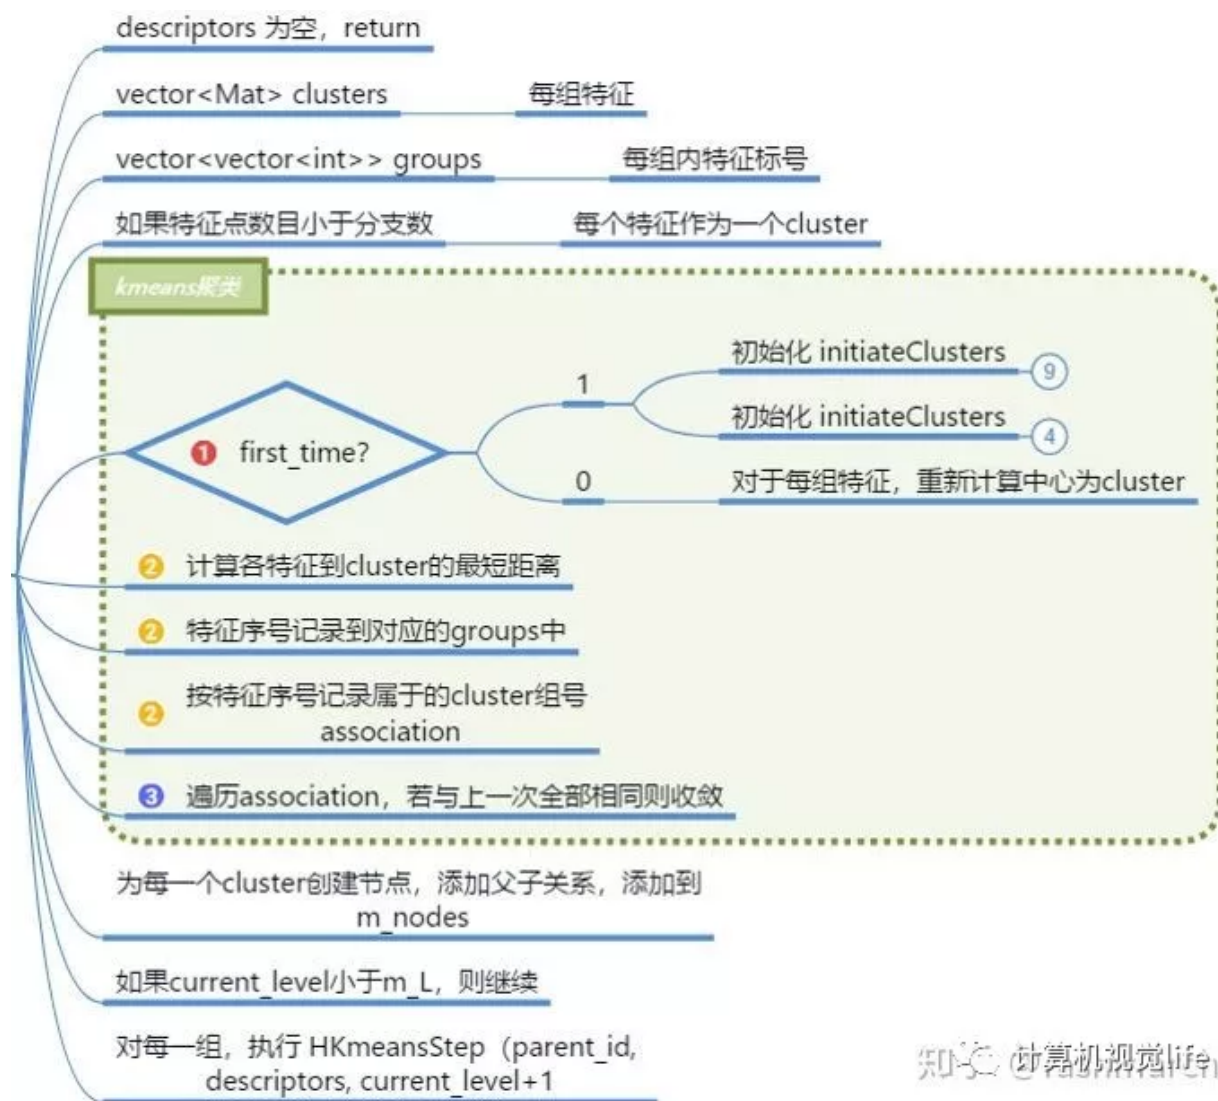 descriptors 为空，return
vector<Mat> clusters
每组特征
vector<vector<int>> groups
每组内特征标号
如果特征点数目小于分支数
每个特征作为一个cluster
kmeans聚类
1 first_time?
1
初始化 initiateClusters
9
初始化 initiateClusters
4
0
对于每组特征，重新计算中心为cluster
2 计算各特征到cluster的最短距离
2 特征序号记录到对应的groups中
2 按特征序号记录属于的cluster组号
association
3 遍历association，若与上一次全部相同则收敛
为每一个cluster创建节点，添加父子关系，添加到
m_nodes
如果current_level小于m_L，则继续
对每一组，执行 HKmeansStep（parent_id,
descriptors, current_level+1
计算机视觉life